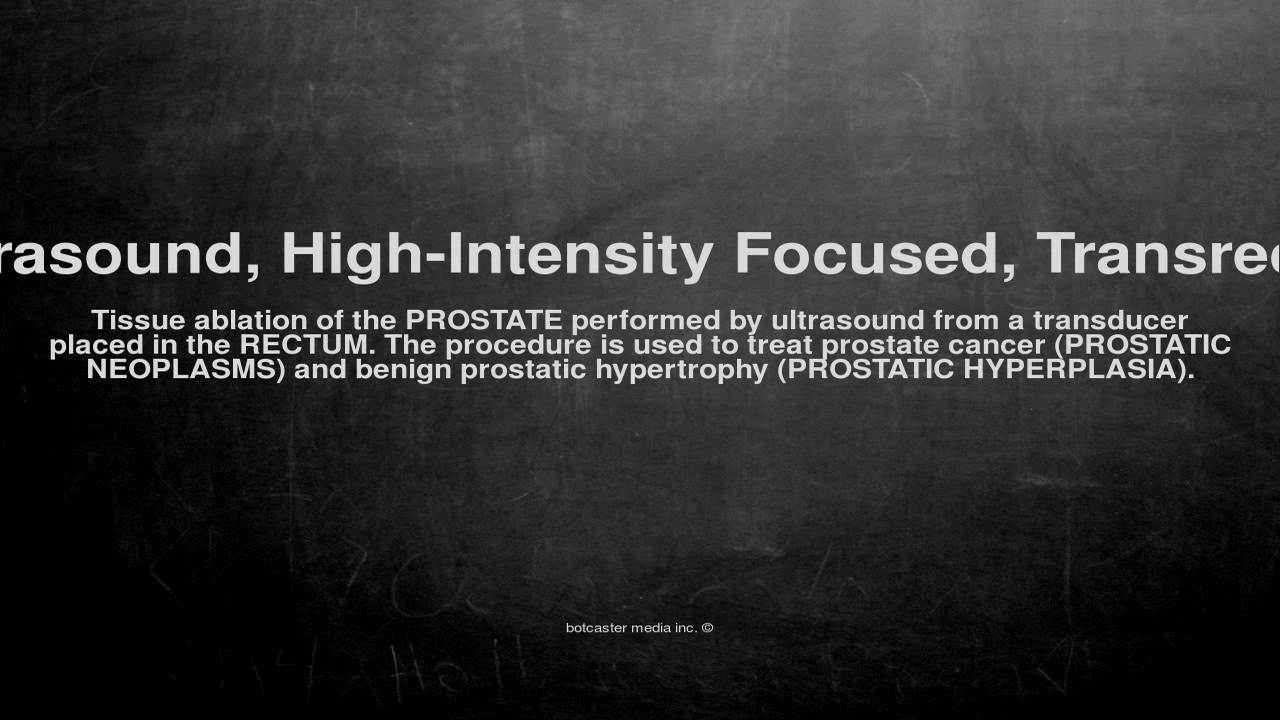 rasound, High-Intensity Focused, Transrec
Tissue ablation of the PROSTATE performed by ultrasound from a transducer
placed in the RECTUM. The procedure is used to treat prostate cancer (PROSTATIC
NEOPLASMS) and benign prostatic hypertrophy (PROSTATIC HYPERPLASIA).
botcaster media inc. ©